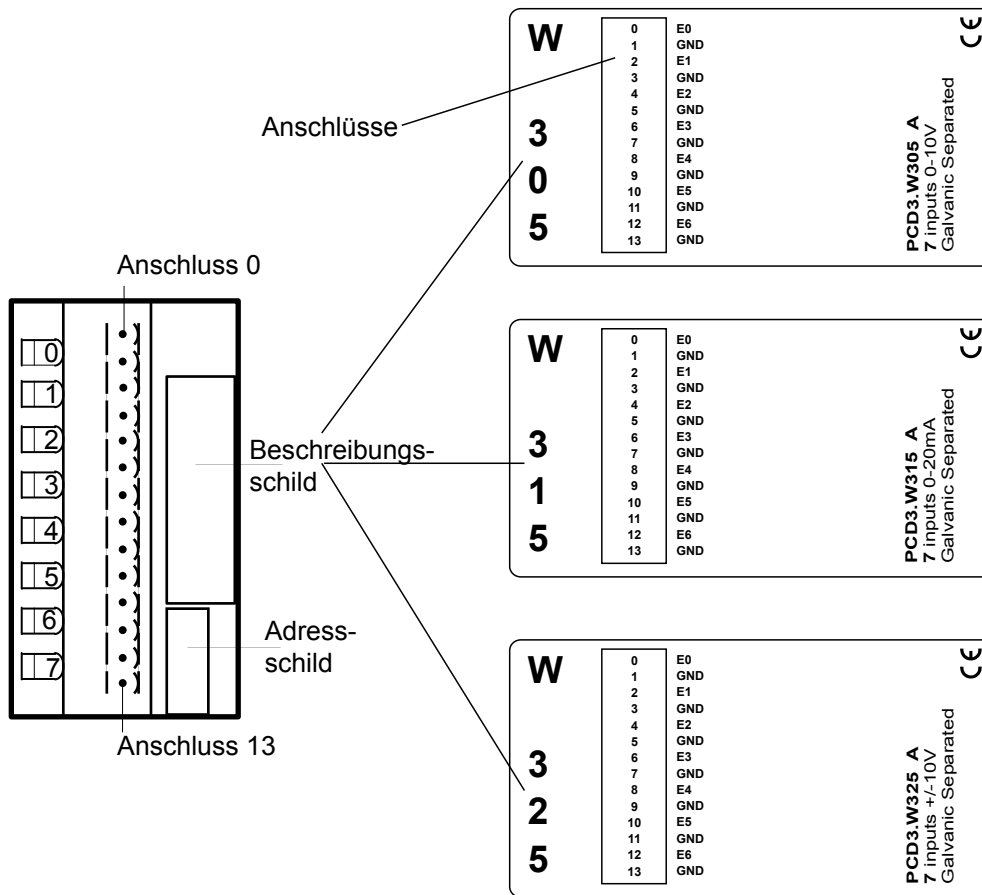 Anschluss 0
0
1
2
3
4
5
6
7
Anschluss 13
Anschlüsse
Beschreibungs-
schild
Adress-
schild
W
3
0
5
0 E0
1 GND
2 E1
3 GND
4 E2
5 GND
6 E3
7 GND
8 E4
9 GND
10 E5
11 GND
12 E6
13 GND
PCD3.W305 A
7 inputs 0-10V
Galvanic Separated
CE
W
3
1
5
0 E0
1 GND
2 E1
3 GND
4 E2
5 GND
6 E3
7 GND
8 E4
9 GND
10 E5
11 GND
12 E6
13 GND
PCD3.W315 A
7 inputs 0-20mA
Galvanic Separated
CE
W
3
2
5
0 E0
1 GND
2 E1
3 GND
4 E2
5 GND
6 E3
7 GND
8 E4
9 GND
10 E5
11 GND
12 E6
13 GND
PCD3.W325 A
7 inputs +/-10V
Galvanic Separated
CE